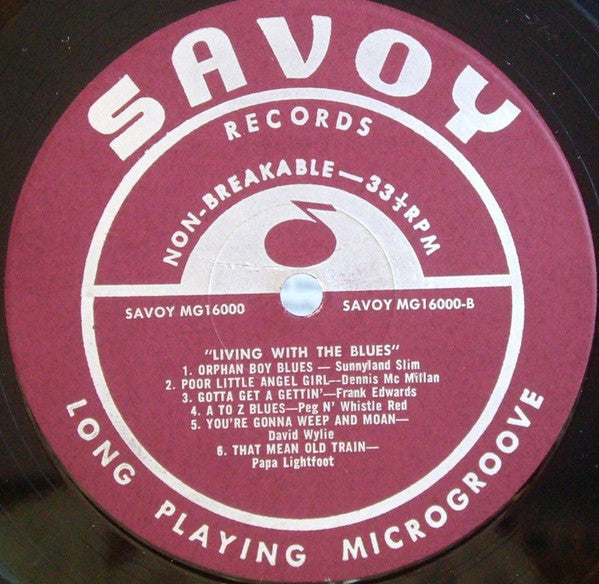 SAVOY
RECORDS
NON-BREAKABLE—33⅓RPM
SAVOY MG16000
SAVOY MG16000-B
"LIVING WITH THE BLUES"
1. ORPHAN BOY BLUES — Sunnyland Slim
2. POOR LITTLE ANGEL GIRL—Dennis Mc Millan
3. GOTTA GET A GETTIN'—Frank Edwards
4. A TO Z BLUES—Peg N' Whistle Red
5. YOU'RE GONNA WEEP AND MOAN—
David Wylie
6. THAT MEAN OLD TRAIN—
Papa Lightfoot
LONG PLAYING MICROGROOVE